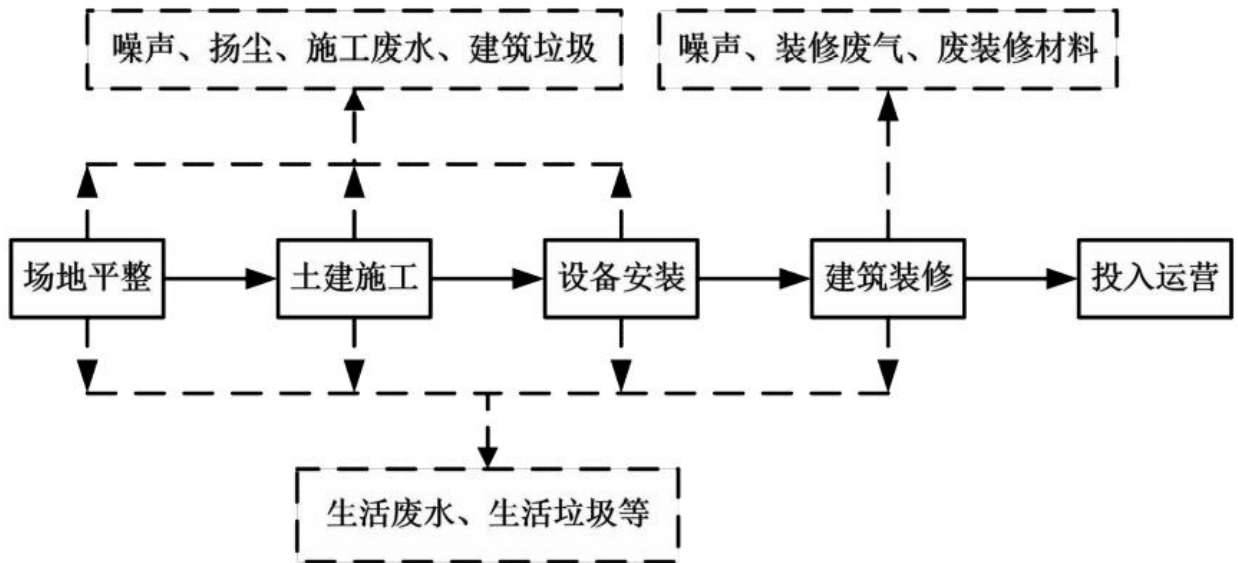 噪声、扬尘、施工废水、建筑垃圾
噪声、装修废气、废装修材料
场地平整
土建施工
设备安装
建筑装修
投入运营
生活废水、生活垃圾等